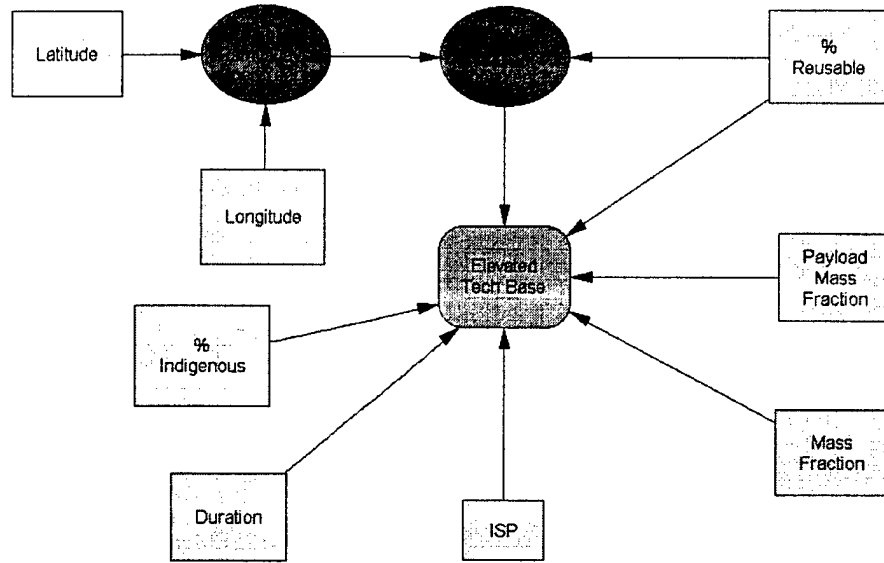 Latitude
%
Reusable
Longitude
Elevated
Tech Base
Payload
Mass
Fraction
%
Indigenous
Mass
Fraction
Duration
ISP